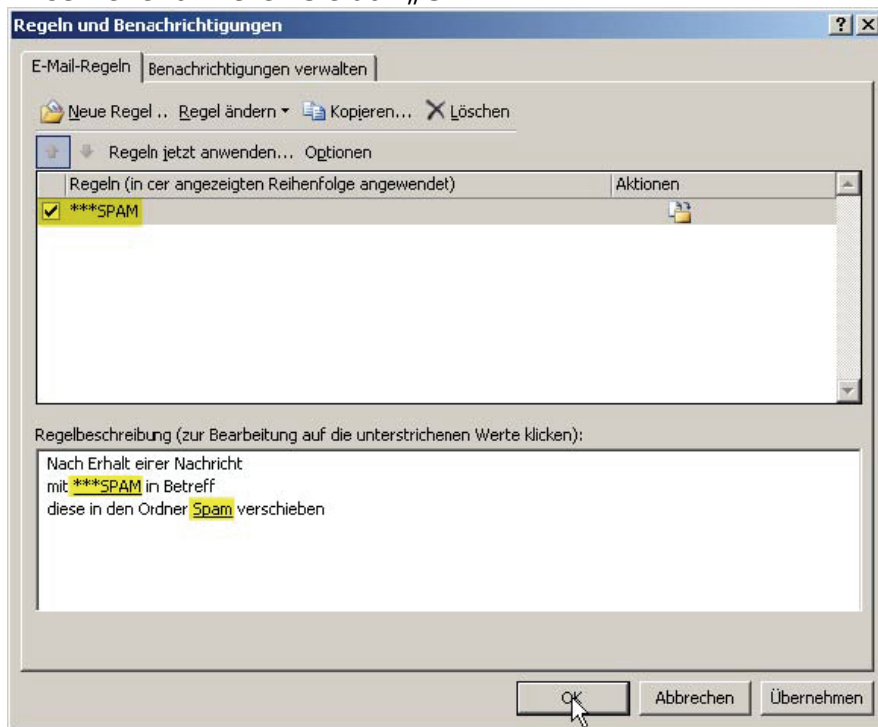 Regeln und Benachrichtigungen
E-Mail-Regeln Benachrichtigungen verwalten
Neue Regel .. Regel ändern Kopieren... Löschen
Regeln jetzt anwenden... Optionen
Regeln (in cer angezeigten Reihenfolge angewendet) Aktionen
***SPAM
Regelbeschreibung (zur Bearbeitung auf die unterstrichenen Werte klicken):
Nach Erhalt eirer Nachricht
mit ***SPAM in Betreff
diese in den Ordner Spam verschieben
OK Abbrechen Übernehmen